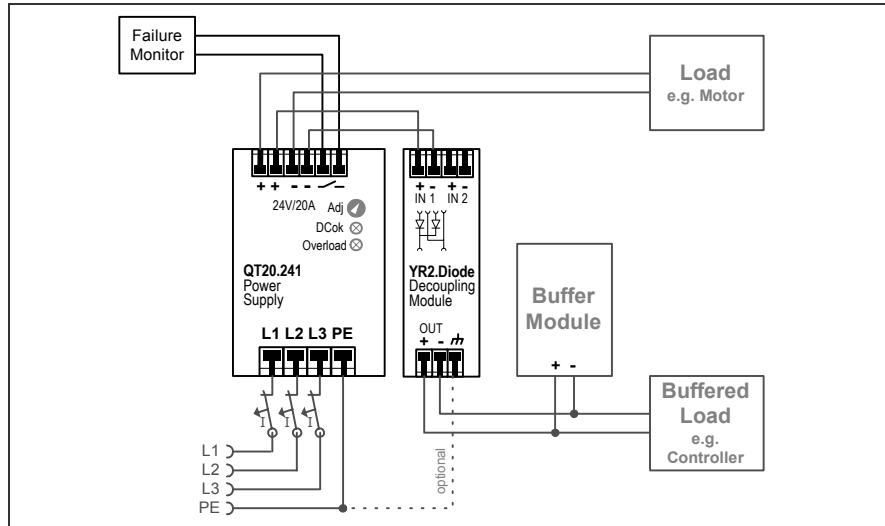 Failure
Monitor
Load
e.g. Motor
+ + - -
24V/20A
Adj
DCok
Overload
QT20.241
Power
Supply
L1 L2 L3 PE
+ - + -
IN 1 IN 2
YR2.Diode
Decoupling
Module
OUT
+ -
Buffer
Module
+ -
Buffered
Load
e.g.
Controller
I I I
L1
L2
L3
PE
optional